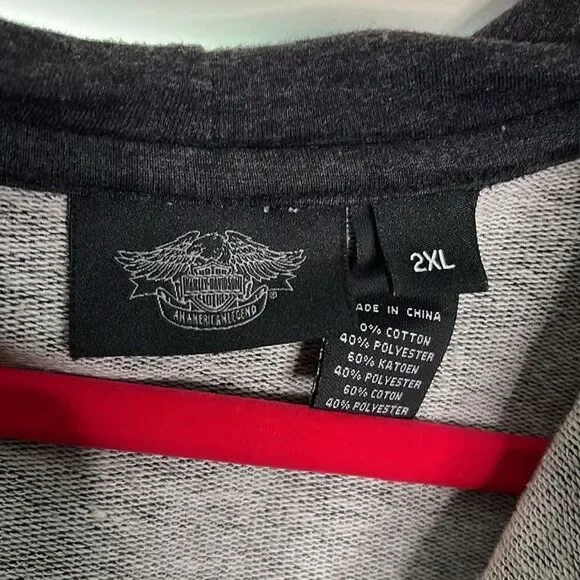 HARLEY-DAVIDSON
AN AMERICAN LEGEND
®
2XL
ADE IN CHINA
0% COTTON
40% POLYESTER
60% KATOEN
40% POLYESTER
60% COTON
40% POLYESTER